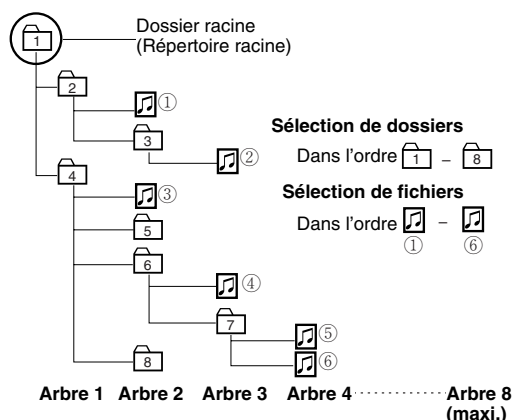 1
Dossier racine
(Répertoire racine)
2
①
3
②
4
③
5
6
④
7
⑤
⑥
8
Sélection de dossiers
Dans l'ordre 1 – 8
Sélection de fichiers
Dans l'ordre –
① ⑥
Arbre 1 Arbre 2 Arbre 3 Arbre 4 ·············· Arbre 8
(maxi.)